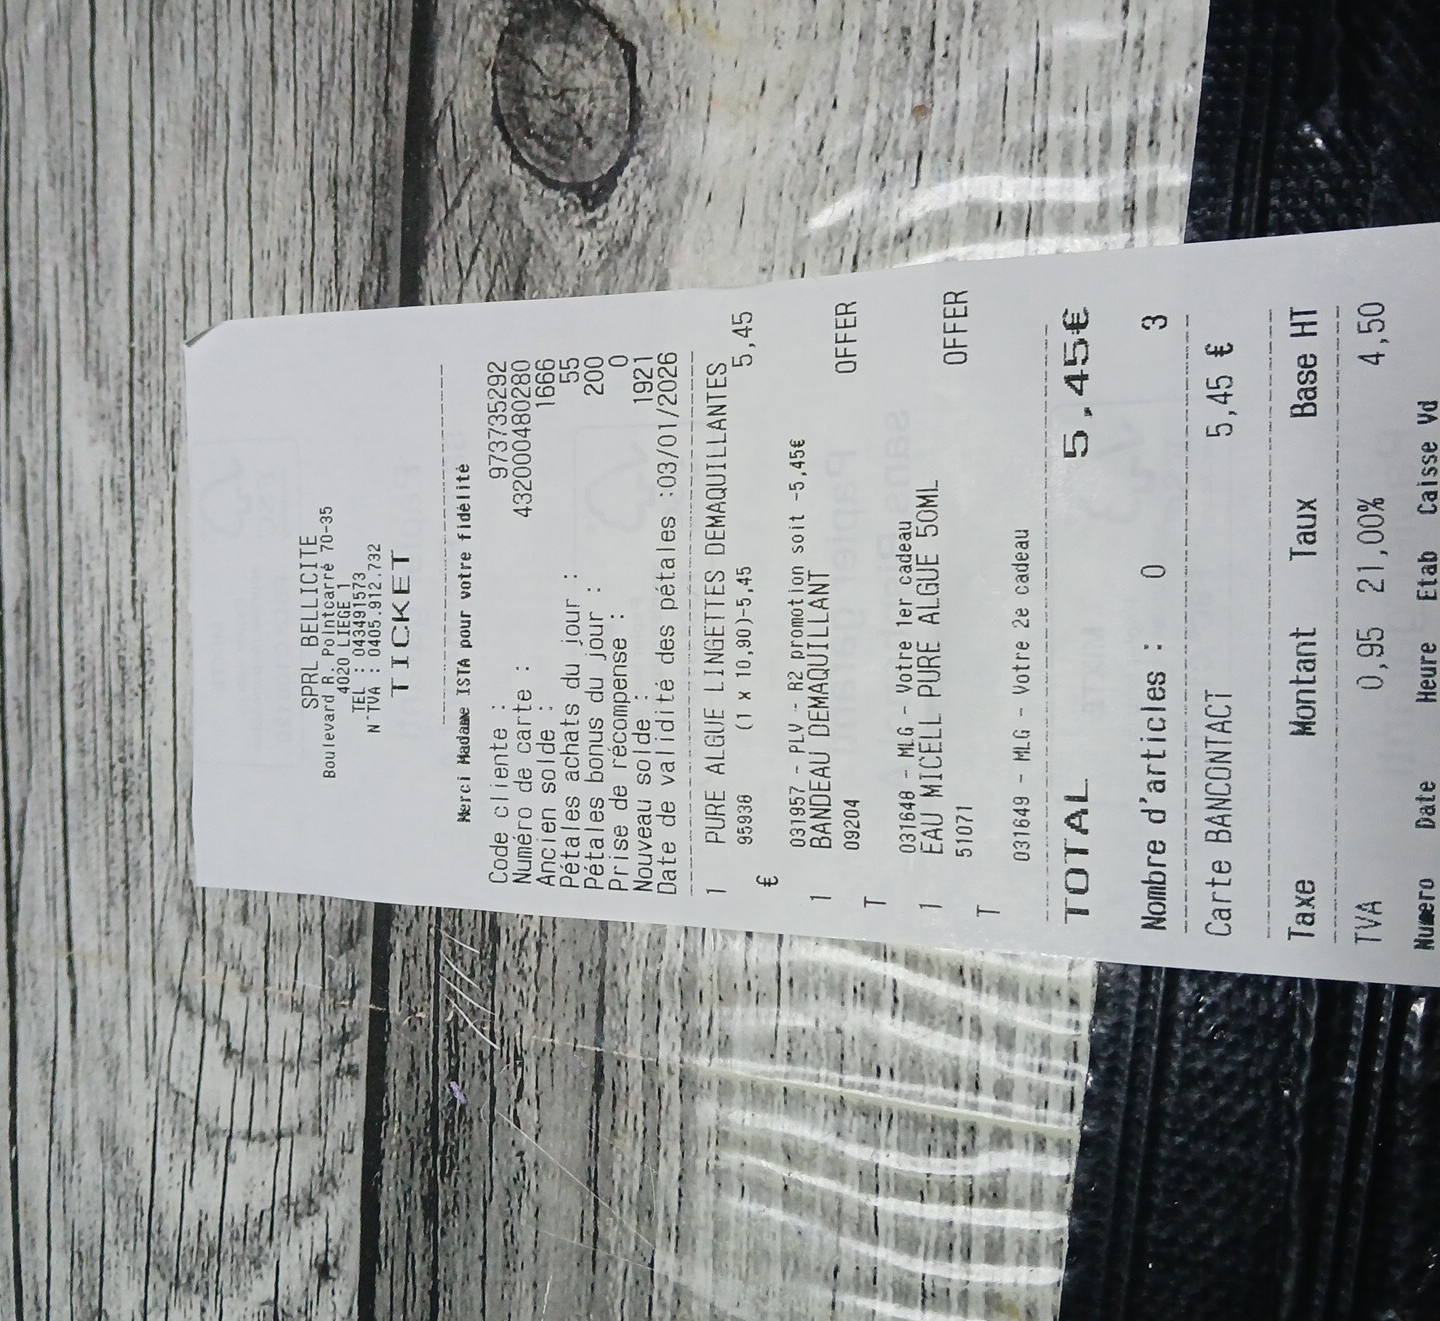 SPRL BELLICITE
Boulevard R. Pointcarré 70-35
4020 LIEGE 1
TEL : 043491573
N°TVA : 0405.912.732
TICKET
Merci Madame ISTA pour votre fidélité
Code cliente : 973735292
Numéro de carte : 4320000480280
Ancien solde : 1666
Pétales achats du jour : 55
Pétales bonus du jour : 200
Prise de récompense : 0
Nouveau solde : 1921
Date de validité des pétales :03/01/2026
1 PURE ALGUE LINGETTES DEMAQUILLANTES
95938 (1 x 10,90)-5,45 5,45
€
031957 - PLV - R2 promotion soit -5,45€
1 BANDEAU DEMAQUILLANT
09204 OFFER
T
031648 - MLG - Votre 1er cadeau
1 EAU MICELL PURE ALGUE 50ML
51071 OFFER
T
031649 - MLG - Votre 2e cadeau
TOTAL 5,45€
Nombre d'articles : 0 3
Carte BANCONTACT 5,45 €
Taxe Montant Taux Base HT
TVA 0,95 21,00% 4,50
Numero Date Heure Etab Caisse Vd